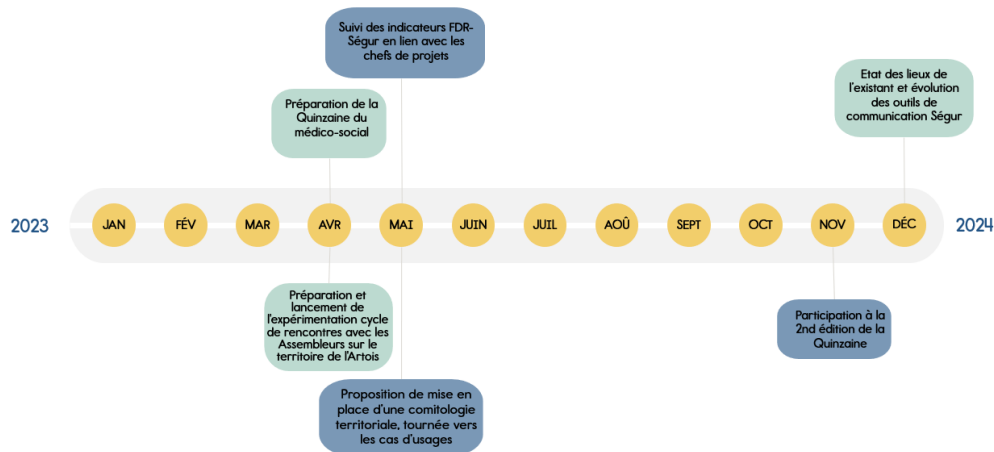 Suivi des indicateurs FDR-
Ségur en lien avec les
chefs de projets
Préparation de la
Quinzaine du
médico-social
Etat des lieux de
l'existant et évolution
des outils de
communication Ségur
2023
JAN
FÉV
MAR
AVR
MAI
JUIN
JUIL
AOÛ
SEPT
OCT
NOV
DÉC
2024
Préparation et
lancement de
l'expérimentation cycle
de rencontres avec les
Assembleurs sur le
territoire de l'Artois
Participation à la
2nd édition de la
Quinzaine
Proposition de mise en
place d'une comitologie
territoriale, tournée vers
les cas d'usages